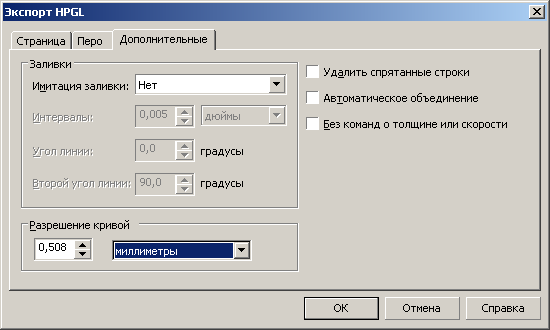 Экспорт HPGL
Страница Перо Дополнительные
Заливки
Имитация заливки: Нет
Интервалы: 0,005 дюймы
Угол линии: 0,0 градусы
Второй угол линии: 90,0 градусы
Удалить спрятанные строки
Автоматическое объединение
Без команд о толщине или скорости
Разрешение кривой
0,508 миллиметры
ОК Отмена Справка